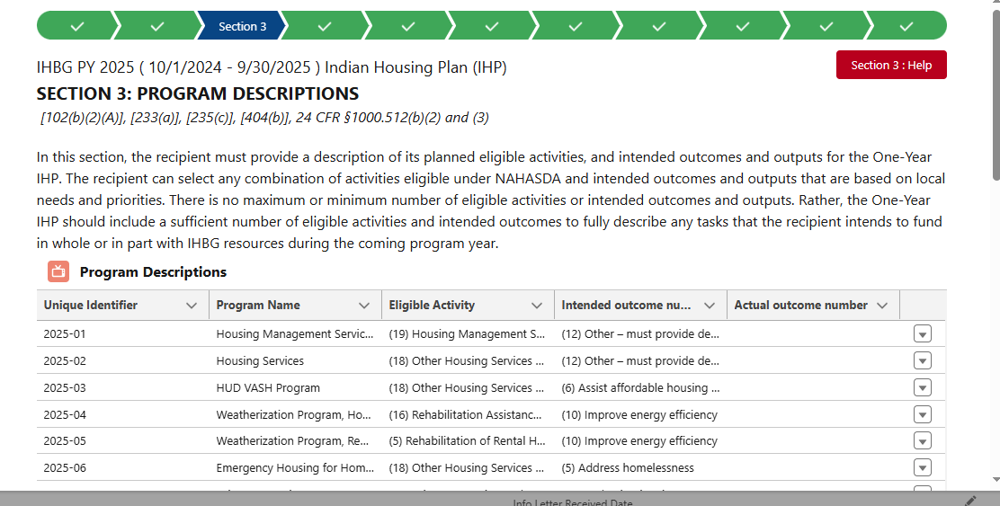 Section 3
IHBG PY 2025 ( 10/1/2024 - 9/30/2025 ) Indian Housing Plan (IHP)
Section 3 : Help
SECTION 3: PROGRAM DESCRIPTIONS
[102(b)(2)(A)], [233(a)], [235(c)], [404(b)], 24 CFR §1000.512(b)(2) and (3)
In this section, the recipient must provide a description of its planned eligible activities, and intended outcomes and outputs for the One-Year
IHP. The recipient can select any combination of activities eligible under NAHASDA and intended outcomes and outputs that are based on local
needs and priorities. There is no maximum or minimum number of eligible activities or intended outcomes and outputs. Rather, the One-Year
IHP should include a sufficient number of eligible activities and intended outcomes to fully describe any tasks that the recipient intends to fund
in whole or in part with IHBG resources during the coming program year.
Program Descriptions
Unique Identifier Program Name Eligible Activity Intended outcome nu... Actual outcome number
2025-01 Housing Management Servic... (19) Housing Management S... (12) Other – must provide de...
2025-02 Housing Services (18) Other Housing Services ... (12) Other – must provide de...
2025-03 HUD VASH Program (18) Other Housing Services ... (6) Assist affordable housing ...
2025-04 Weatherization Program, Ho... (16) Rehabilitation Assistanc... (10) Improve energy efficiency
2025-05 Weatherization Program, Re... (5) Rehabilitation of Rental H... (10) Improve energy efficiency
2025-06 Emergency Housing for Hom... (18) Other Housing Services ... (5) Address homelessness
Info Letter Received Date